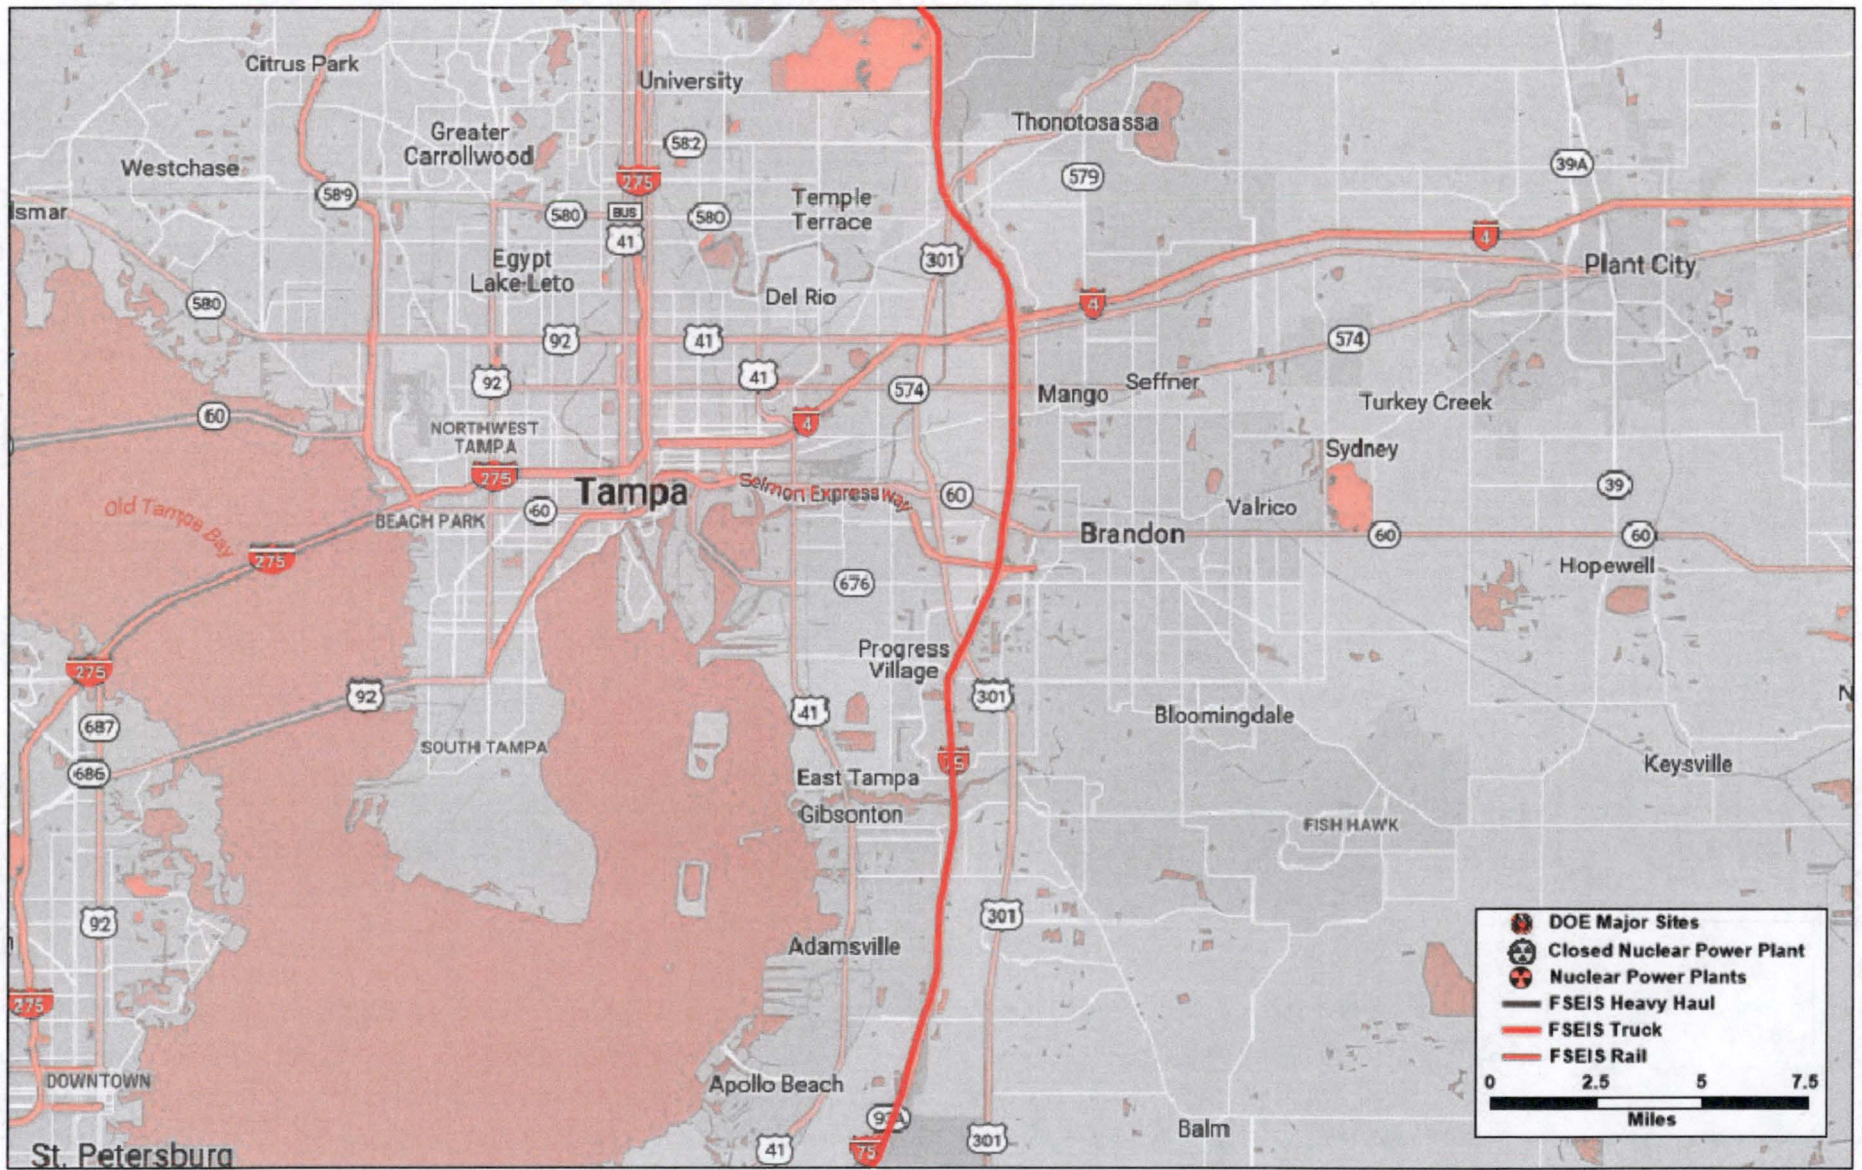 Citrus Park
University
Thonotosassa
Greater
Carrollwood
582
Westchase
275
579
39A
589
Temple
Terrace
580
BUS
580
41
301
4
Plant City
Egypt
Lake-Leto
Del Rio
580
4
92
41
574
92
41
574
Mango
Seffner
Turkey Creek
60
NORTHWEST
TAMPA
4
Sydney
275
Tampa
Selmon Expressway
60
39
Old Tampa Bay
BEACH PARK
60
Valrico
Brandon
60
60
275
Hopewell
676
Progress
Village
275
92
301
687
41
Bloomingdale
SOUTH TAMPA
75
686
East Tampa
Keysville
Gibsonton
FISH HAWK
92
301
Adamsville
275
DOE Major Sites
Closed Nuclear Power Plant
Nuclear Power Plants
FSEIS Heavy Haul
FSEIS Truck
FSEIS Rail
0 2.5 5 7.5
Miles
DOWNTOWN
Apollo Beach
Balm
301
41
75
St. Petersburg